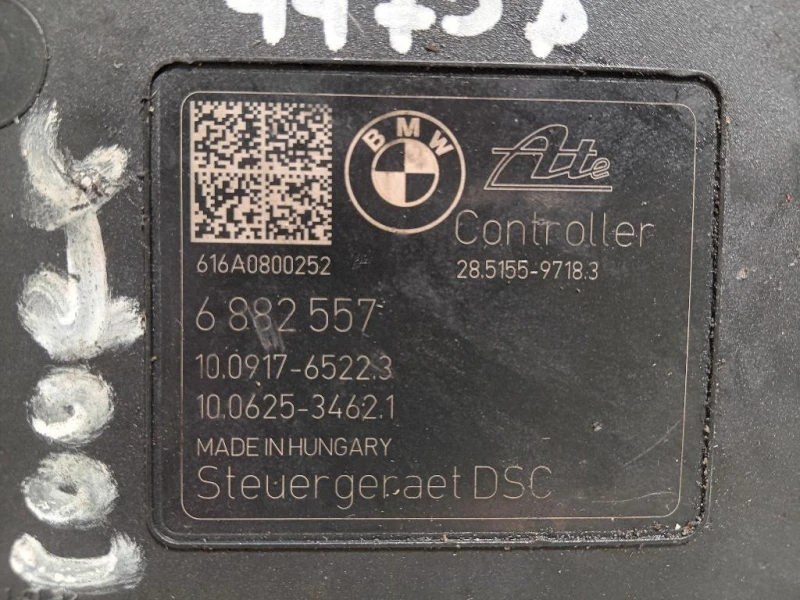 BMW
Ate
Controller
616A0800252
28.5155-9718.3
6 882 557
10.0917-6522.3
10.0625-3462.1
MADE IN HUNGARY
Steuergeraet DSC